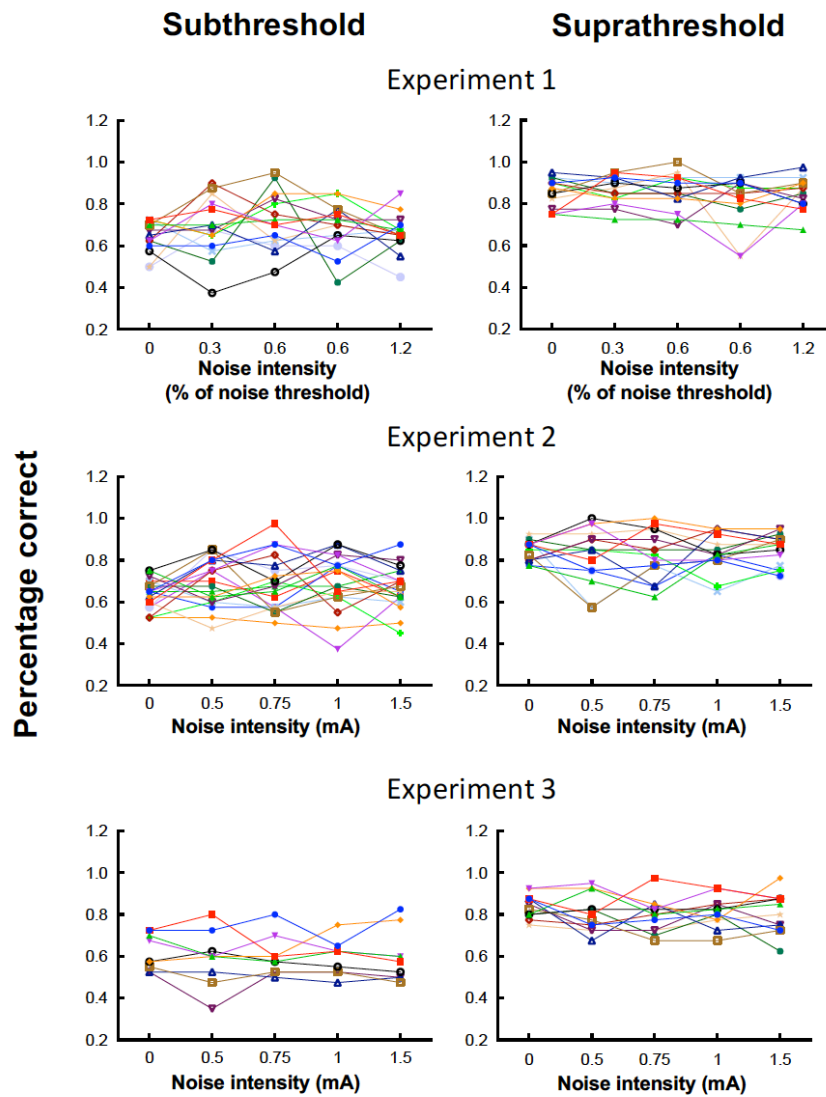 Subthreshold Suprathreshold
Experiment 1
1.2 1.2
1.0 1.0
0.8 0.8
0.6 0.6
0.4 0.4
0.2 0.2
0 0.3 0.6 0.6 1.2 0 0.3 0.6 0.6 1.2
Noise intensity Noise intensity
(% of noise threshold) (% of noise threshold)
Percentage correct
Experiment 2
1.2 1.2
1.0 1.0
0.8 0.8
0.6 0.6
0.4 0.4
0.2 0.2
0 0.5 0.75 1 1.5 0 0.5 0.75 1 1.5
Noise intensity (mA) Noise intensity (mA)
Experiment 3
1.2 1.2
1.0 1.0
0.8 0.8
0.6 0.6
0.4 0.4
0.2 0.2
0 0.5 0.75 1 1.5 0 0.5 0.75 1 1.5
Noise intensity (mA) Noise intensity (mA)